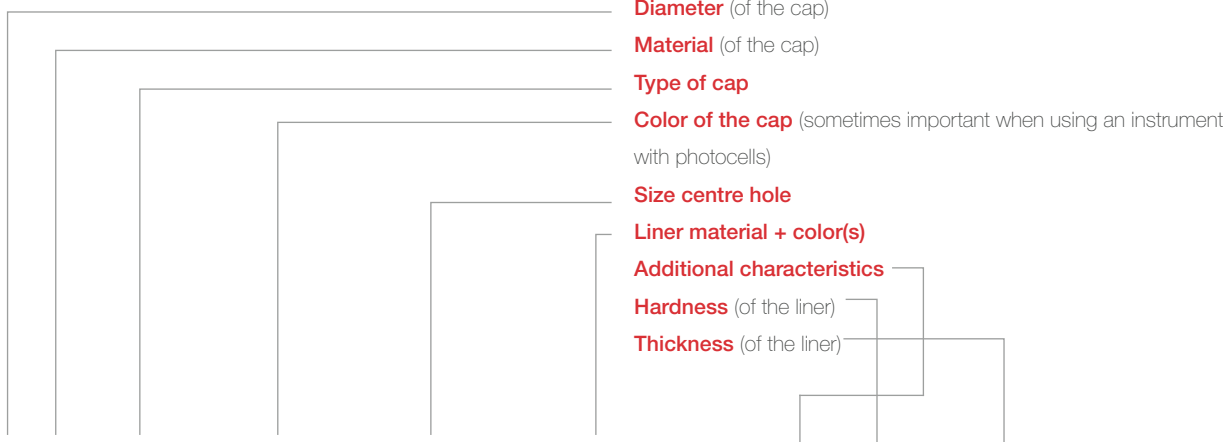 Diameter (of the cap)
Material (of the cap)
Type of cap
Color of the cap (sometimes important when using an instrument
with photocells)
Size centre hole
Liner material + color(s)
Additional characteristics
Hardness (of the liner)
Thickness (of the liner)